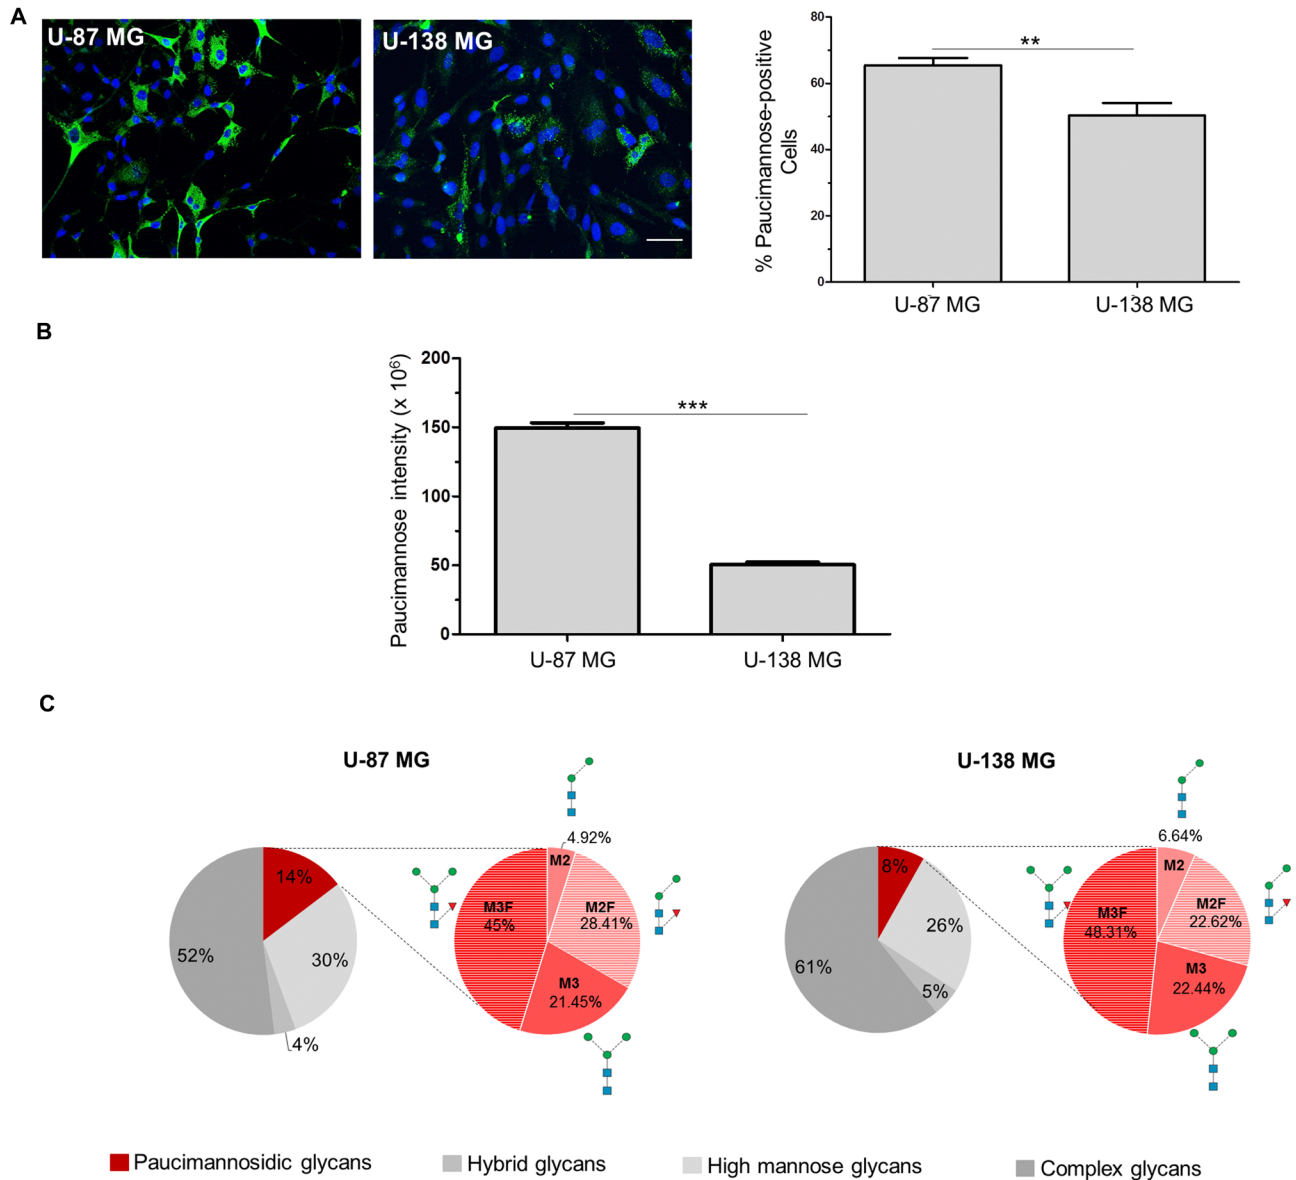 A
U-87 MG
U-138 MG
% Paucimannose-positive
Cells
80
60
40
20
0
**
U-87 MG
U-138 MG
B
Paucimannose intensity (x 10⁶)
200
150
100
50
0
***
U-87 MG
U-138 MG
C
U-87 MG
14%
30%
4%
52%
4.92%
M2
M2F
28.41%
M3
21.45%
M3F
45%
U-138 MG
8%
26%
5%
61%
6.64%
M2
M2F
22.62%
M3
22.44%
M3F
48.31%
Paucimannosidic glycans
Hybrid glycans
High mannose glycans
Complex glycans